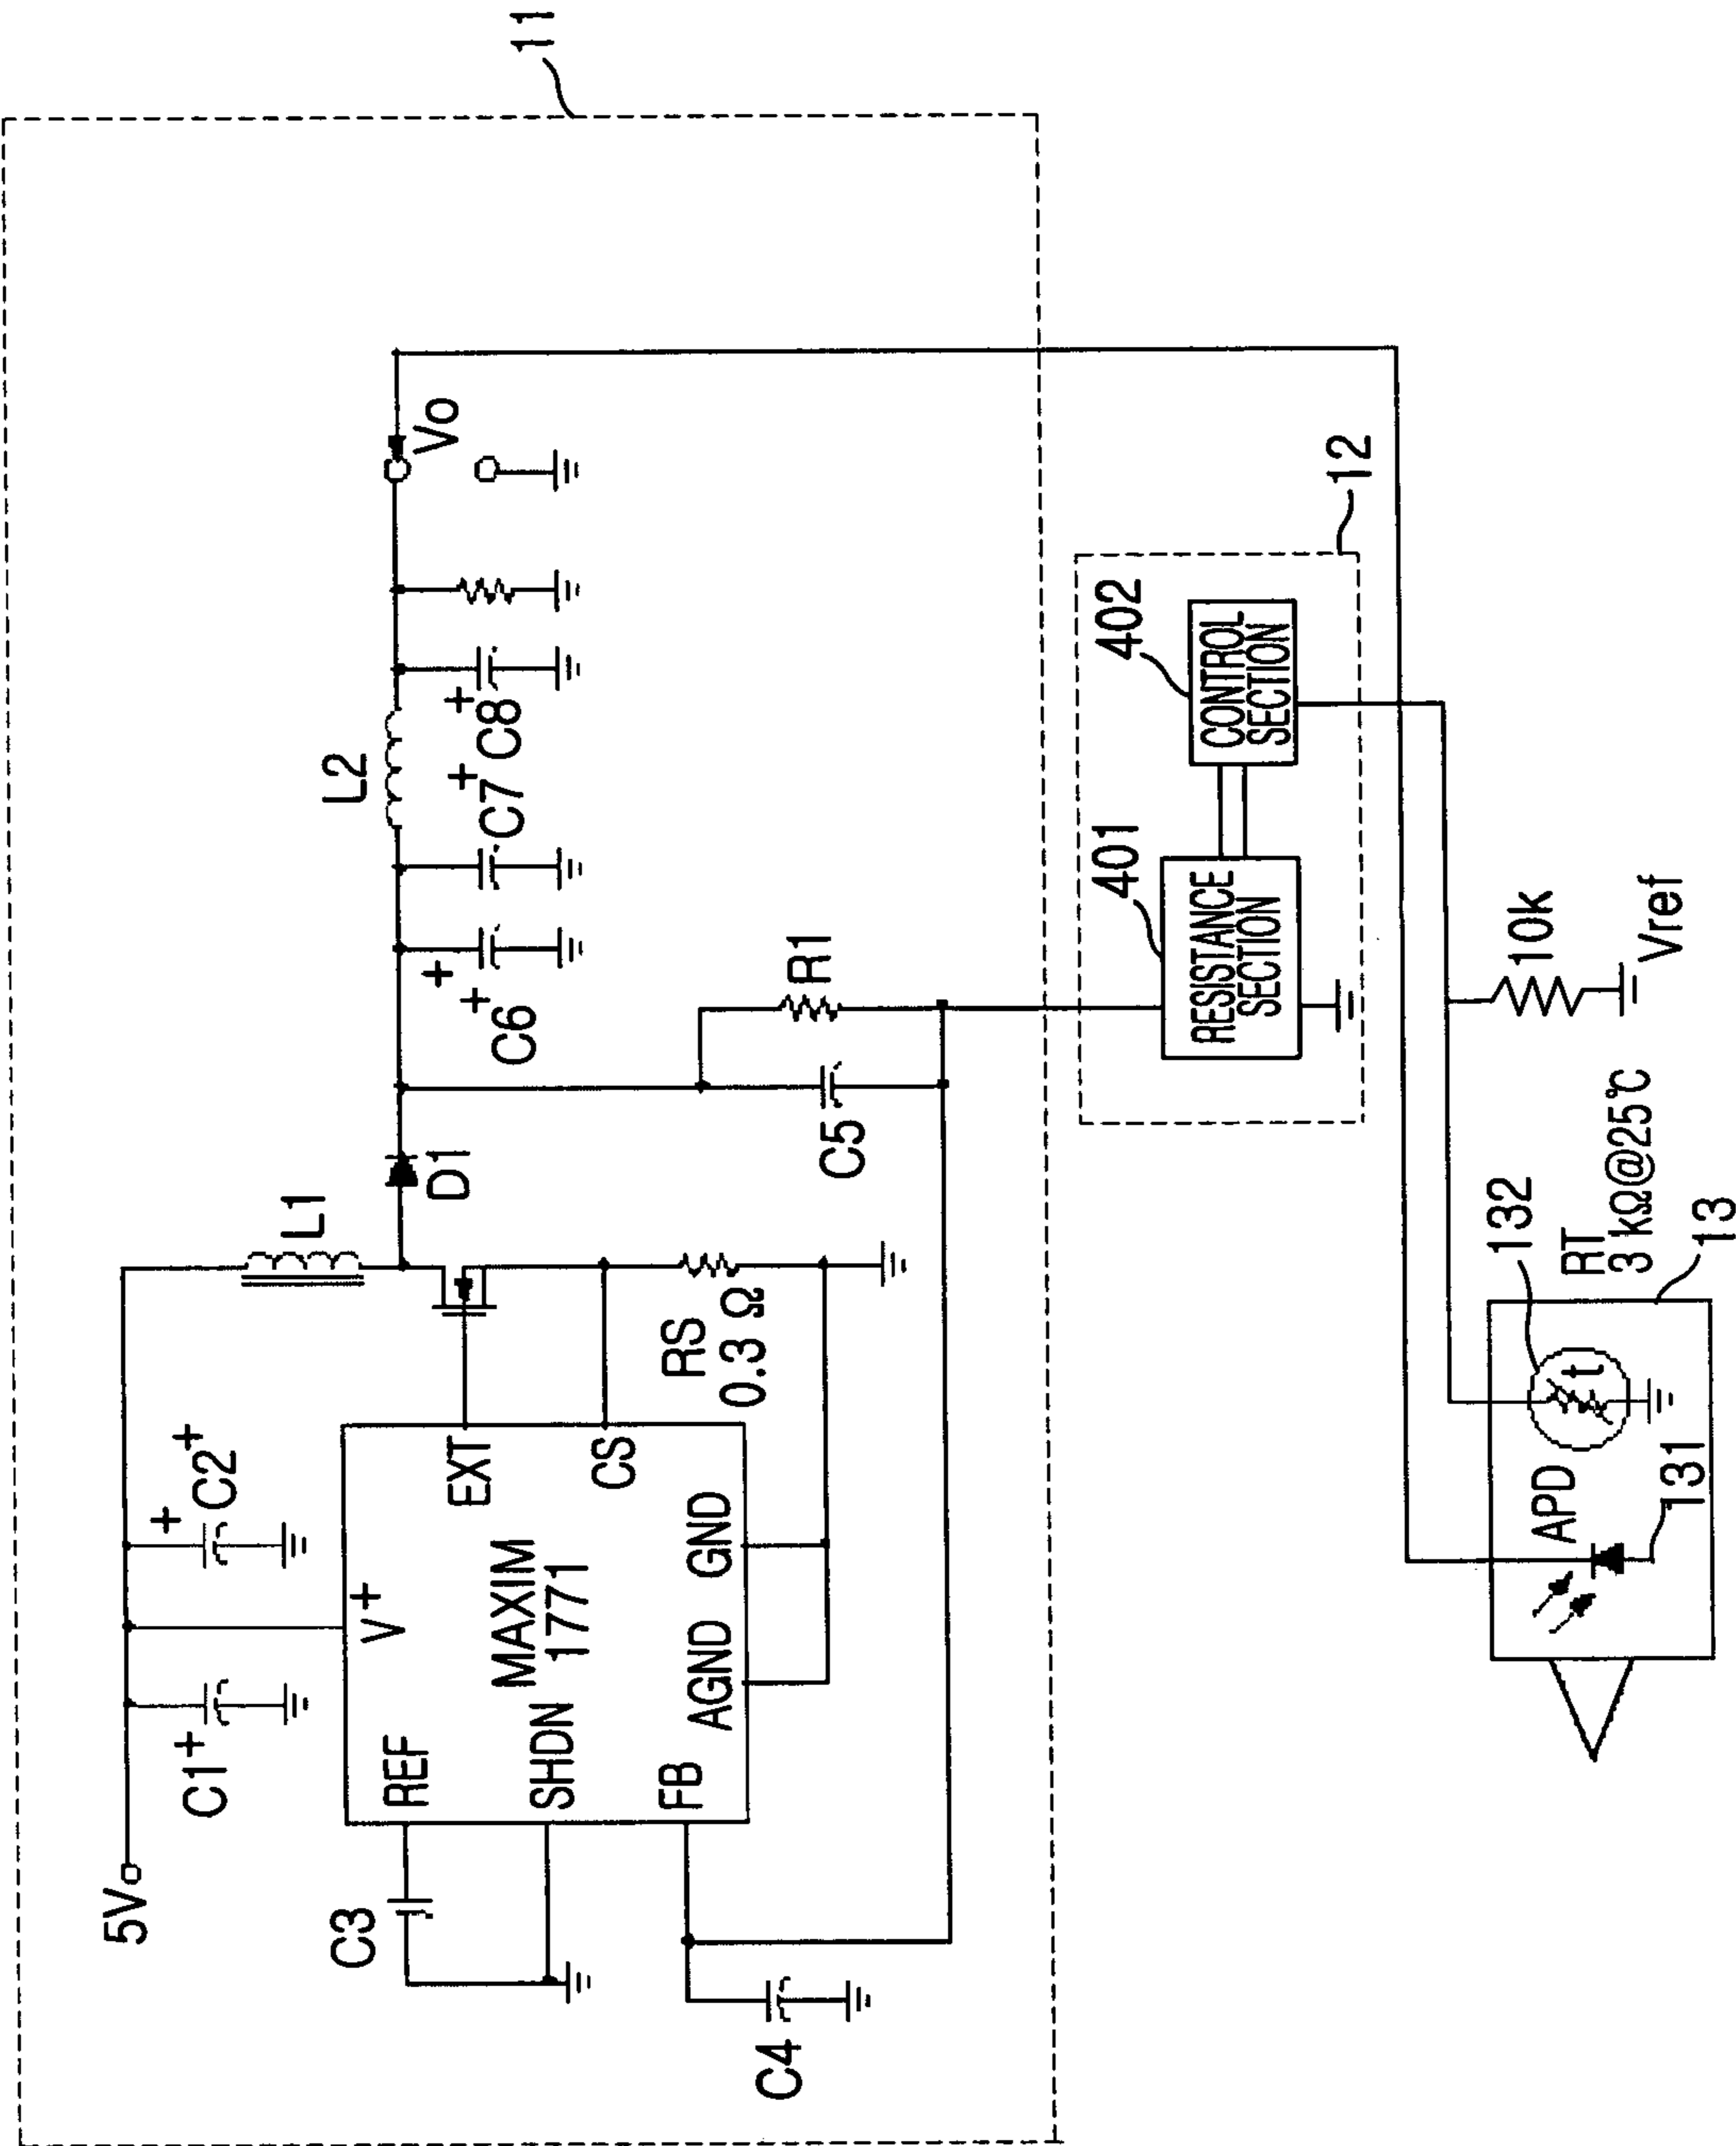 11
5V
C1+
C2+
+
L1
L2
D1
V+
REF
EXT
MAXIM
1771
SHDN
CS
FB
AGND
GND
C3
C4
RS
0.3 Ω
C5
R1
+
+
C6
+
C7
+
C8
Vo
12
401
402
RESISTANCE
SECTION
CONTROL
SECTION
10k
Vref
132
RT
3 kΩ@25℃
13
APD
t
131